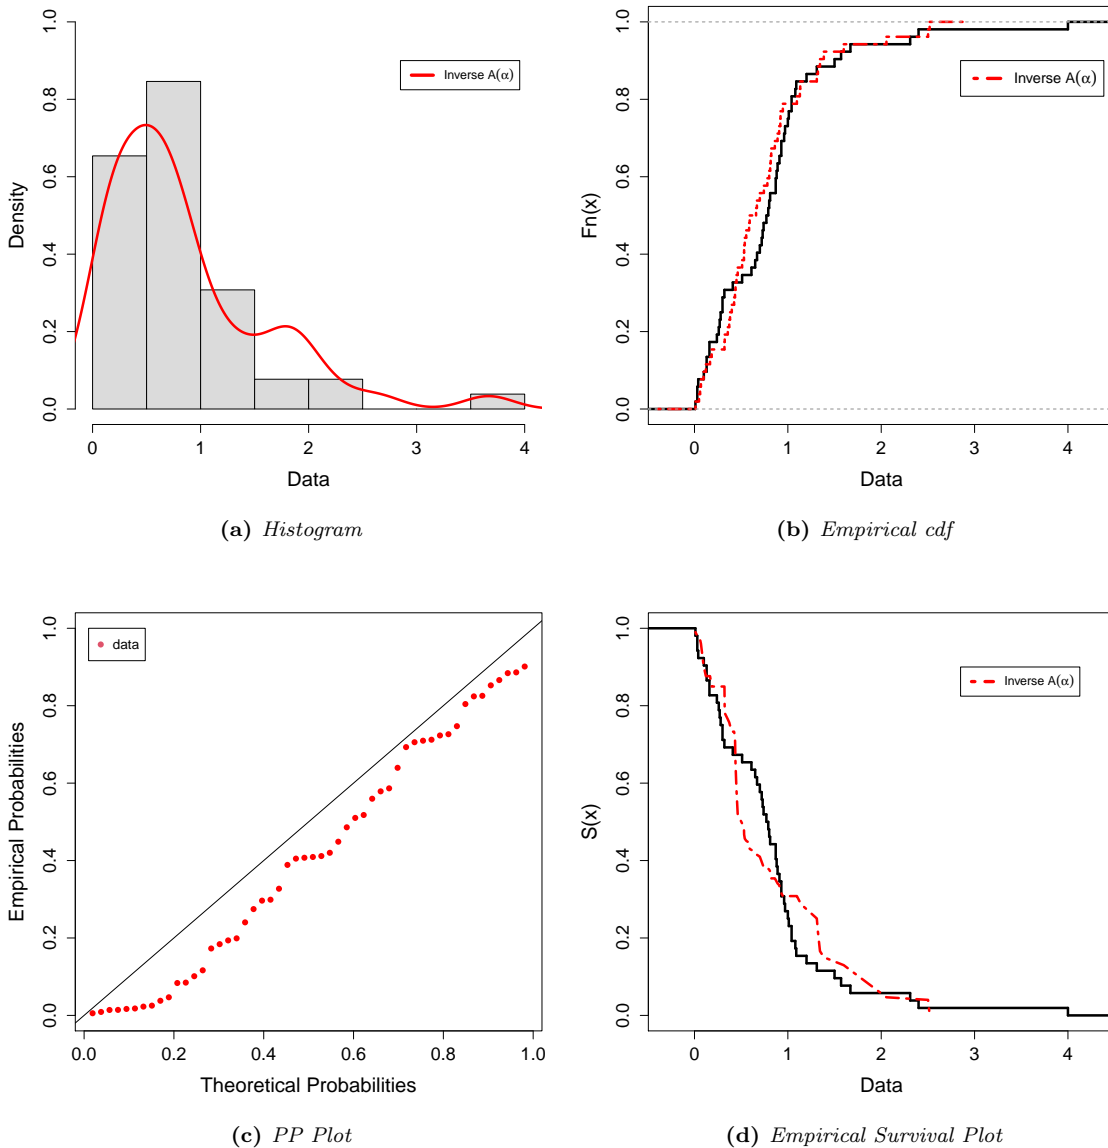 Density
0.0 0.2 0.4 0.6 0.8 1.0
Inverse A(α)
0 1 2 3 4
Data
(a) Histogram
Fn(x)
0.0 0.2 0.4 0.6 0.8 1.0
Inverse A(α)
0 1 2 3 4
Data
(b) Empirical cdf
Empirical Probabilities
0.0 0.2 0.4 0.6 0.8 1.0
data
0.0 0.2 0.4 0.6 0.8 1.0
Theoretical Probabilities
(c) PP Plot
S(x)
0.0 0.2 0.4 0.6 0.8 1.0
Inverse A(α)
0 1 2 3 4
Data
(d) Empirical Survival Plot